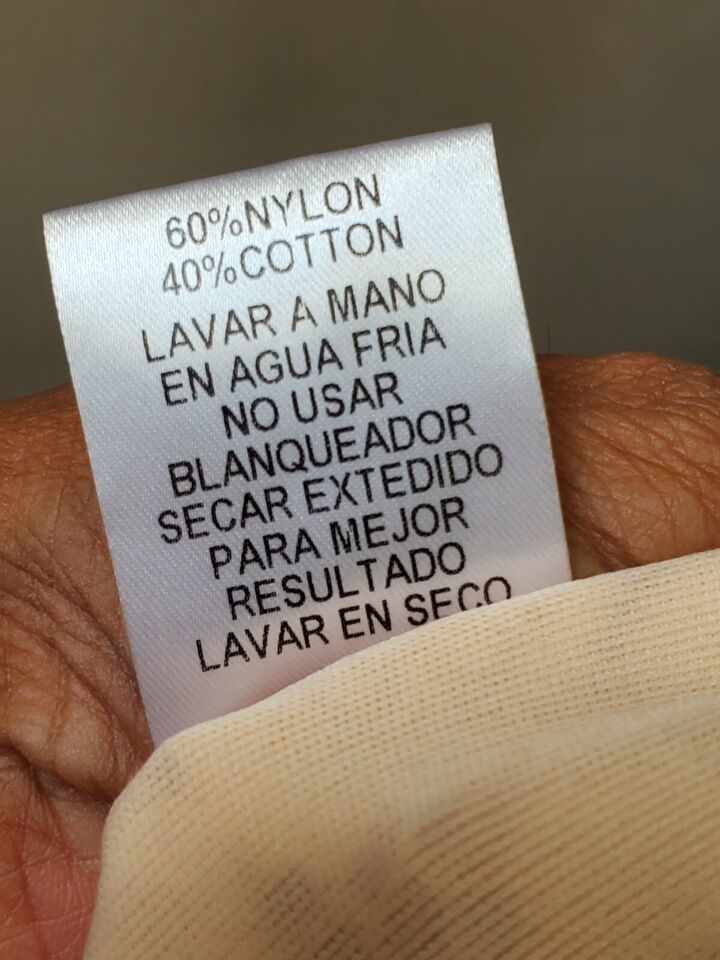 60%NYLON
40%COTTON
LAVAR A MANO
EN AGUA FRIA
NO USAR
BLANQUEADOR
SECAR EXTEDIDO
PARA MEJOR
RESULTADO
LAVAR EN SECO